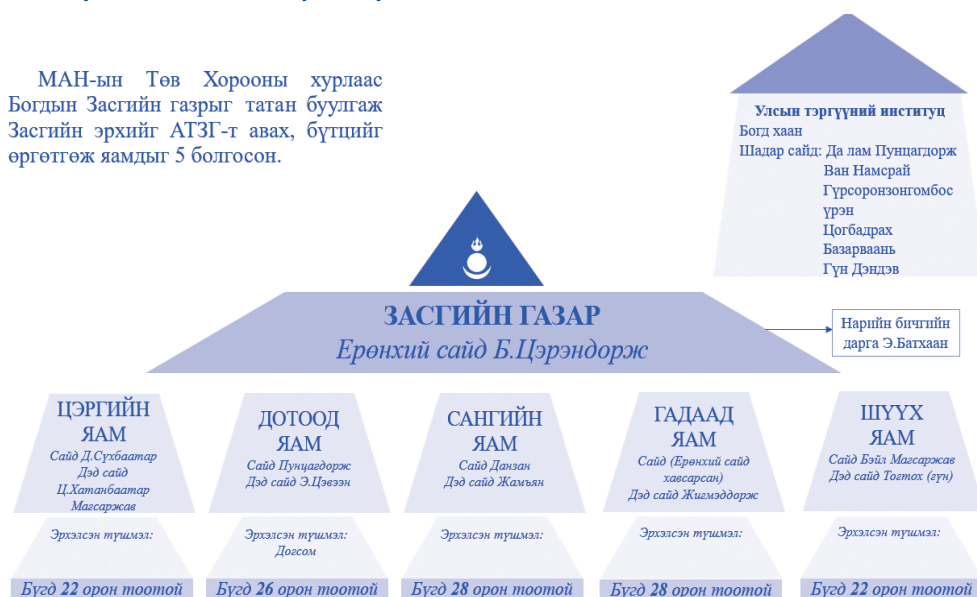 МАН-ын Төв Хорооны хурлаас
Богдын Засгийн газрыг татан буулгаж
Засгийн эрхийг АТЗГ-т авах, бүтцийг
өргөтгөж яамдыг 5 болгосон.
Улсын тэргүүний институц
Богд хаан
Шадар сайд: Да лам Пунцагдорж
Ван Намсрай
Гүрсоронзонгомбос
үрэн
Цогбадрах
Базарваань
Гүн Дэндэв
ЗАСГИЙН ГАЗАР
Ерөнхий сайд Б.Цэрэндорж
Нарийн бичгийн
дарга Э.Батхаан
ЦЭРГИЙН
ЯАМ
Сайд Д.Сүхбаатар
Дэд сайд
Ц.Хатанбаатар
Магсаржав
Эрхэлсэн түшмэл:
Бүгд 22 орон тоотой
ДОТООД
ЯАМ
Сайд Пунцагдорж
Дэд сайд Э.Цэвээн
Эрхэлсэн түшмэл:
Догсом
Бүгд 26 орон тоотой
САНГИЙН
ЯАМ
Сайд Данзан
Дэд сайд Жамъян
Эрхэлсэн түшмэл:
Бүгд 28 орон тоотой
ГАДААД
ЯАМ
Сайд (Ерөнхий сайд
хавсарсан)
Дэд сайд Жигмэддорж
Эрхэлсэн түшмэл:
Бүгд 28 орон тоотой
ШҮҮХ
ЯАМ
Сайд Бэйл Магсаржав
Дэд сайд Тогтох (гүн)
Эрхэлсэн түшмэл:
Бүгд 22 орон тоотой